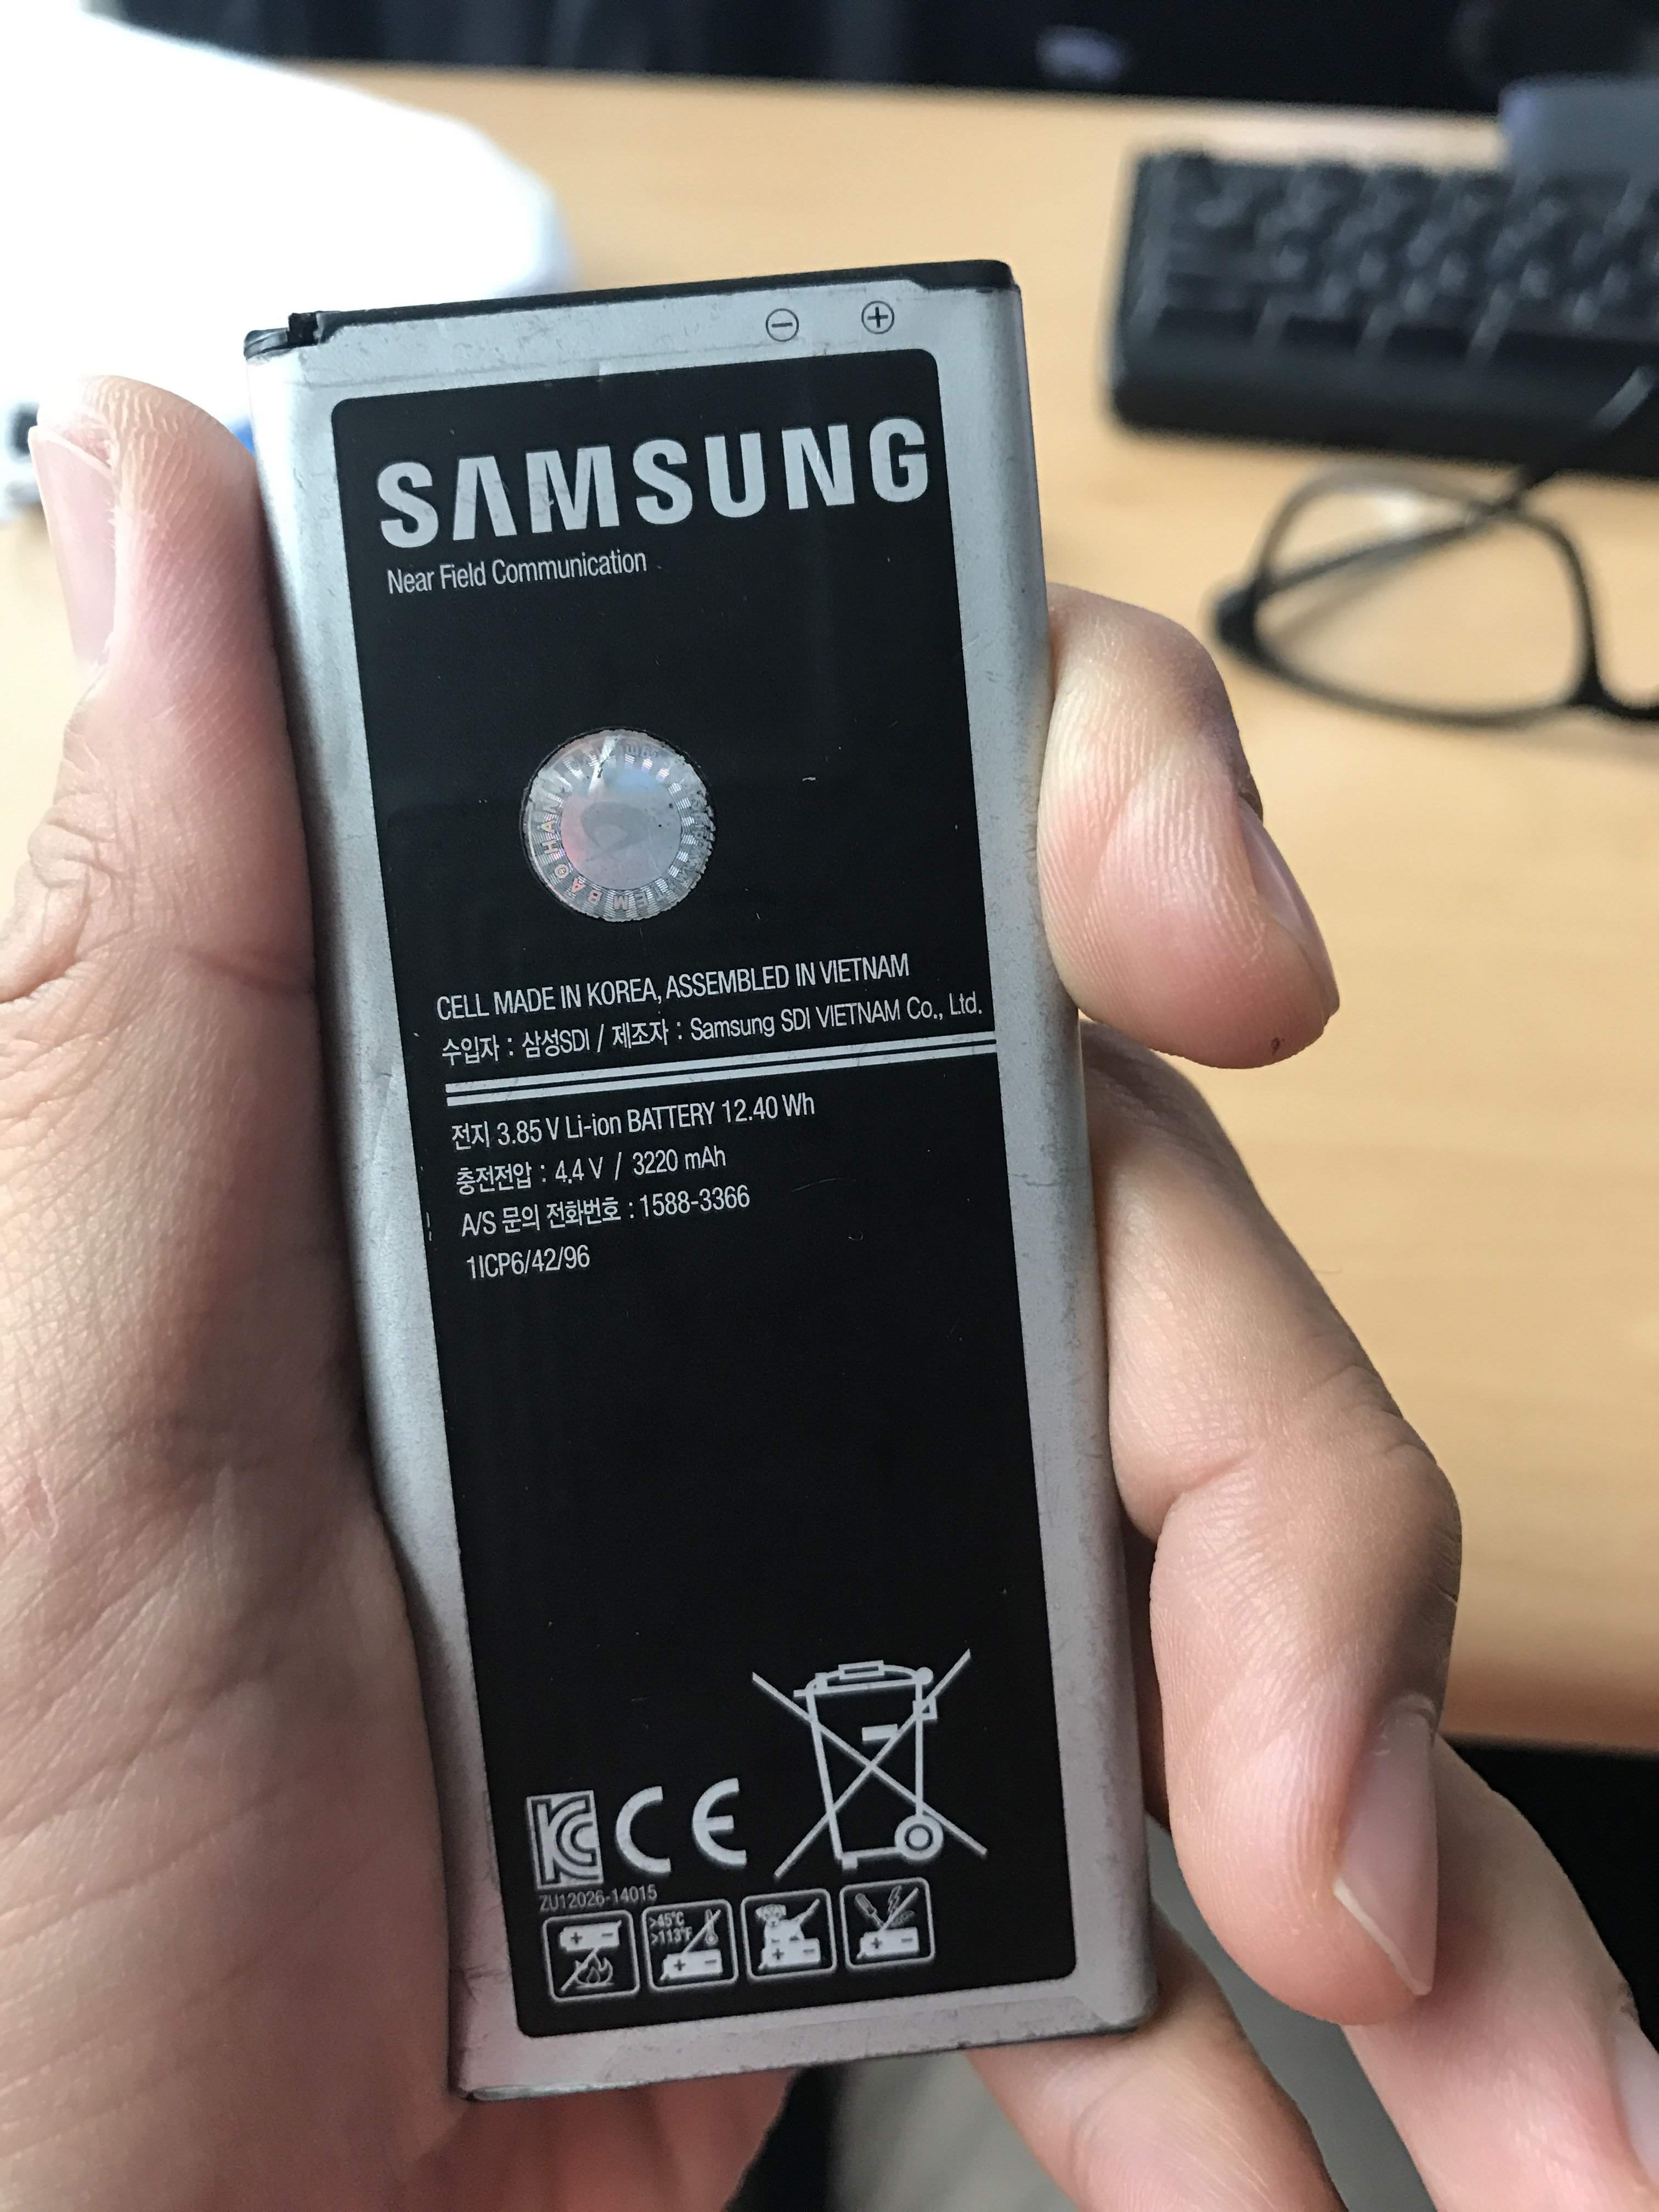 SAMSUNG
Near Field Communication
CELL MADE IN KOREA, ASSEMBLED IN VIETNAM
수입자 : 삼성SDI / 제조자 : Samsung SDI VIETNAM Co., Ltd.
전지 3.85 V Li-ion BATTERY 12.40 Wh
충전전압 : 4.4 V / 3220 mAh
A/S 문의 전화번호 : 1588-3366
1ICP6/42/96
KC CE
ZU12026-14015
>45°C
>113°F